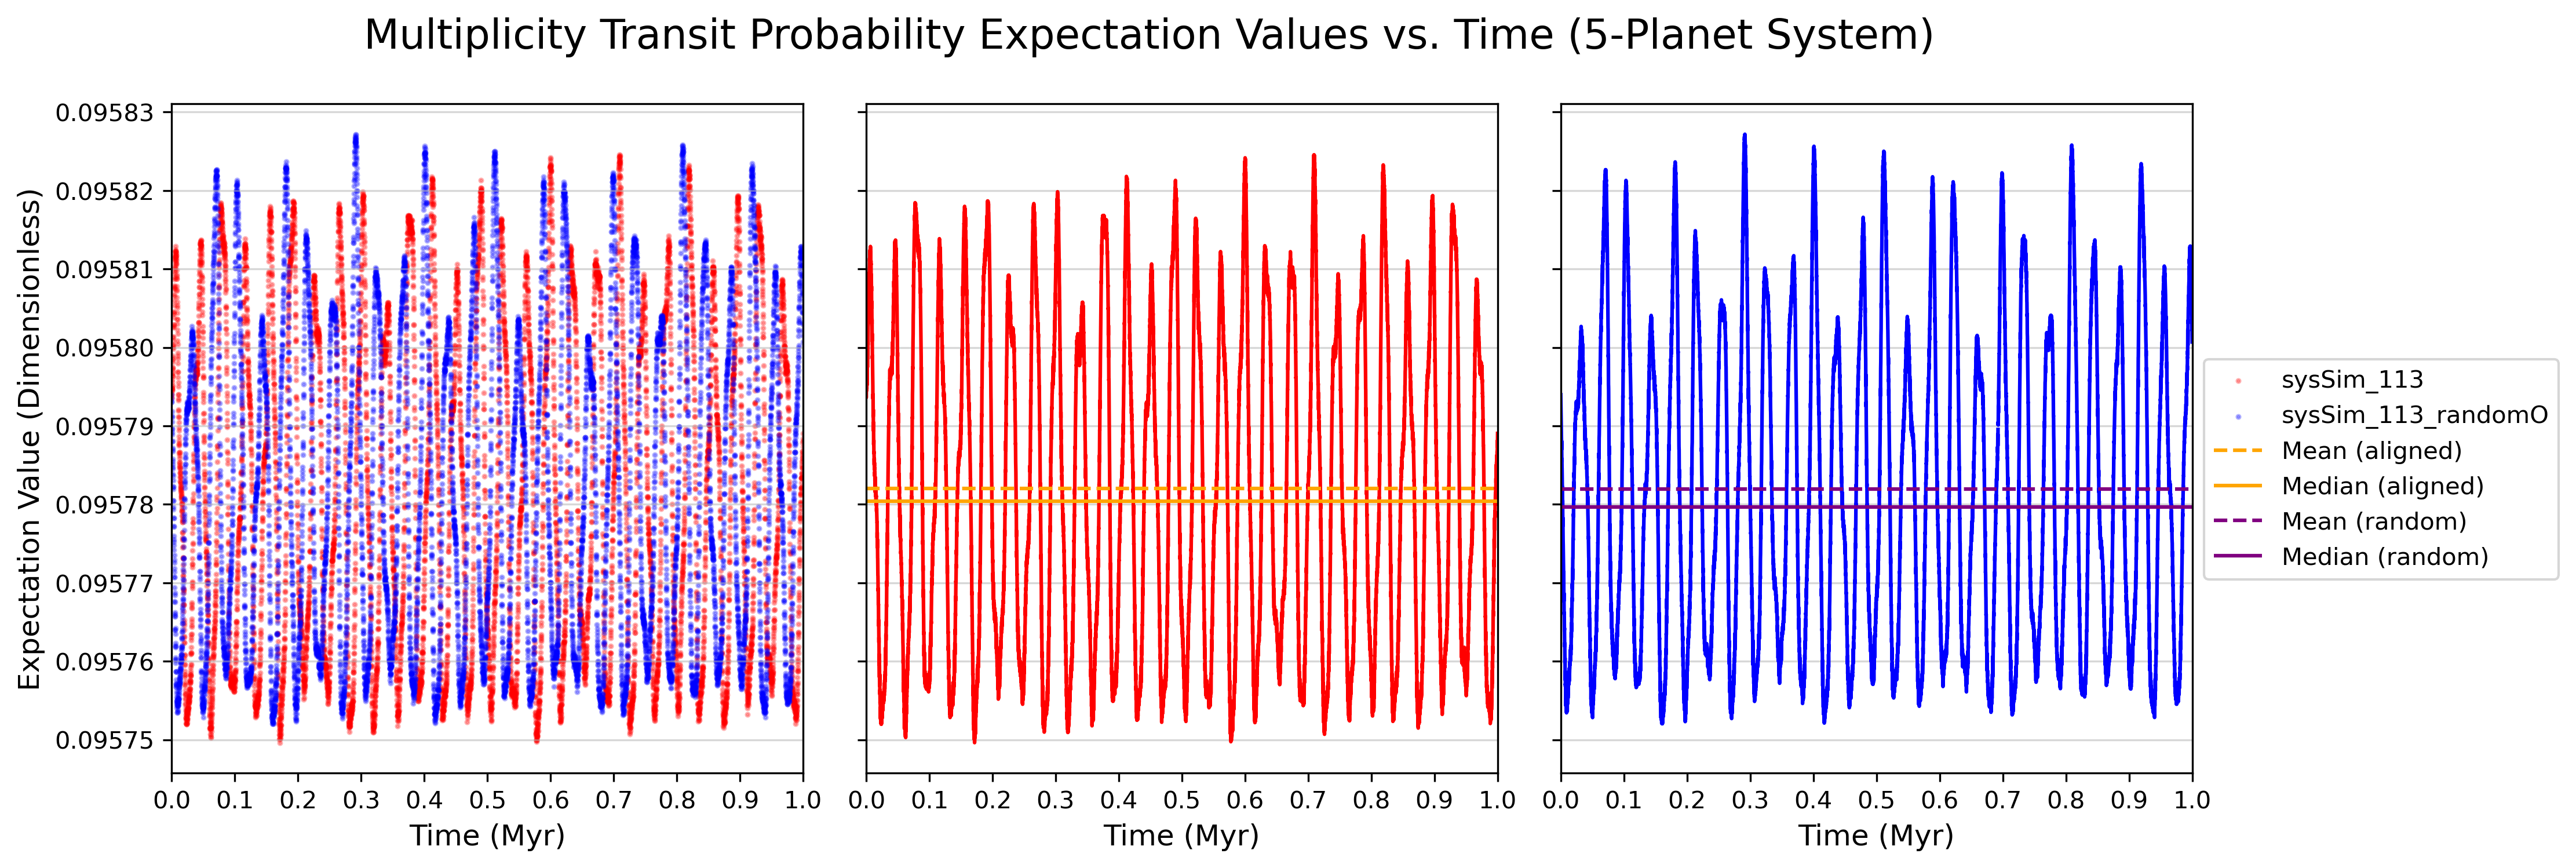 Multiplicity Transit Probability Expectation Values vs. Time (5-Planet System)
Expectation Value (Dimensionless)
0.09583
0.09582
0.09581
0.09580
0.09579
0.09578
0.09577
0.09576
0.09575
0.0 0.1 0.2 0.3 0.4 0.5 0.6 0.7 0.8 0.9 1.0
Time (Myr)
0.0 0.1 0.2 0.3 0.4 0.5 0.6 0.7 0.8 0.9 1.0
Time (Myr)
0.0 0.1 0.2 0.3 0.4 0.5 0.6 0.7 0.8 0.9 1.0
Time (Myr)
sysSim_113
sysSim_113_randomO
Mean (aligned)
Median (aligned)
Mean (random)
Median (random)